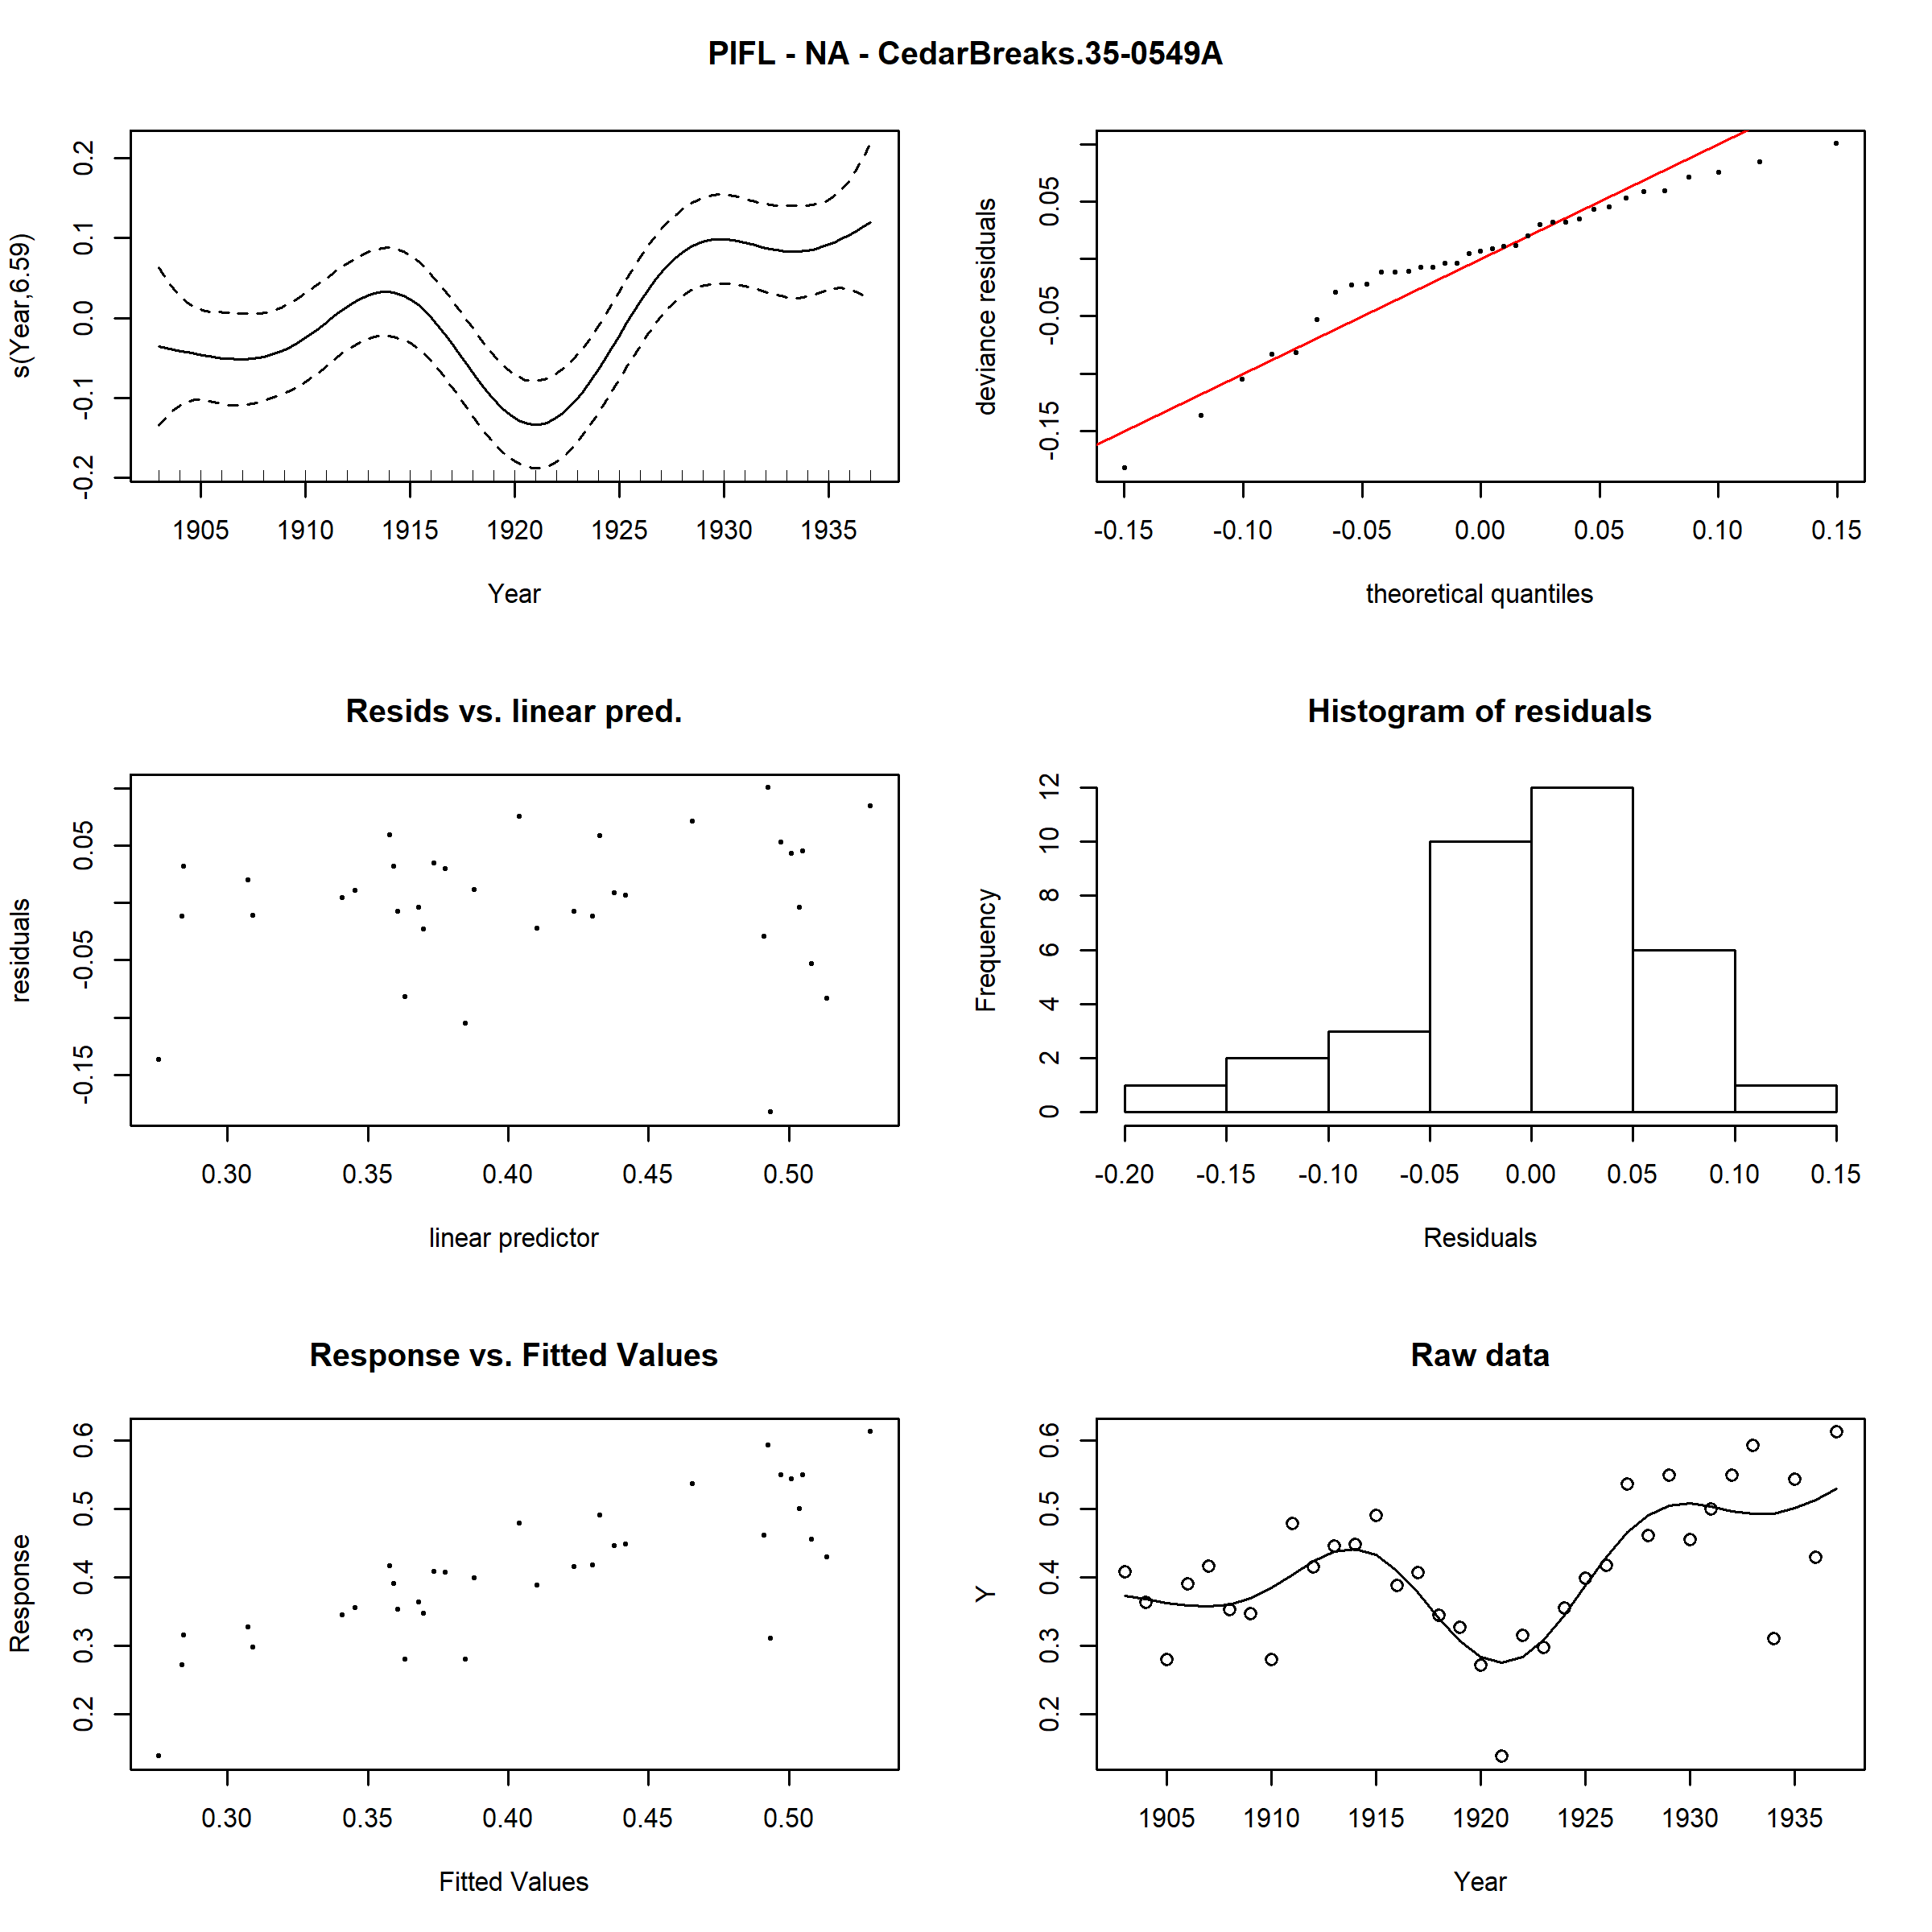 PIFL - NA - CedarBreaks.35-0549A
s(Year,6.59)
0.2
0.1
0.0
-0.1
-0.2
1905 1910 1915 1920 1925 1930 1935
Year
deviance residuals
0.05
-0.05
-0.15
-0.15 -0.10 -0.05 0.00 0.05 0.10 0.15
theoretical quantiles
Resids vs. linear pred.
residuals
0.05
-0.05
-0.15
0.30 0.35 0.40 0.45 0.50
linear predictor
Histogram of residuals
Frequency
12
10
8
6
4
2
0
-0.20 -0.15 -0.10 -0.05 0.00 0.05 0.10 0.15
Residuals
Response vs. Fitted Values
Response
0.6
0.5
0.4
0.3
0.2
0.30 0.35 0.40 0.45 0.50
Fitted Values
Raw data
Y
0.6
0.5
0.4
0.3
0.2
1905 1910 1915 1920 1925 1930 1935
Year